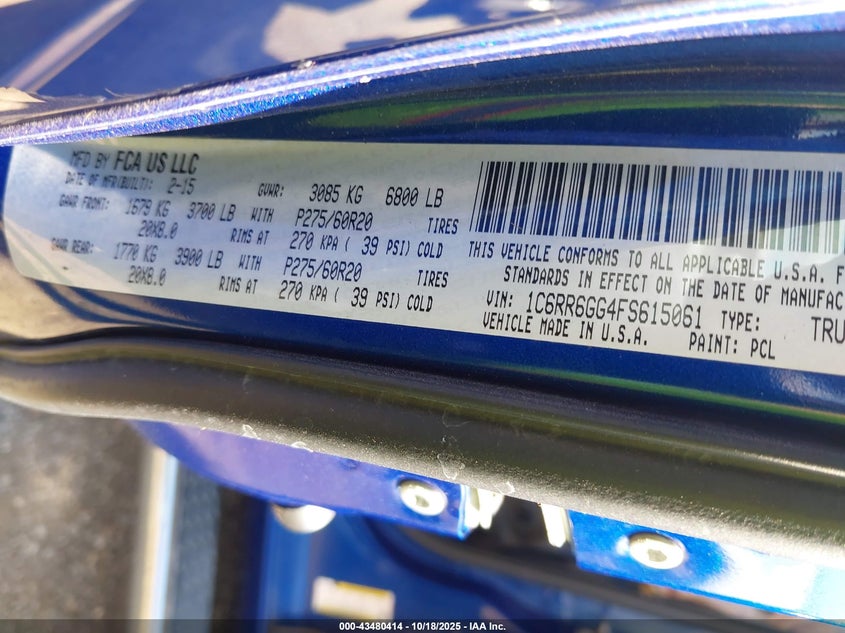 MFD BY FCA US LLC
DATE OF MFR(BUILT): 2-15 GVWR: 3085 KG 6800 LB
GAWR FRONT: 1679 KG 3700 LB WITH P275/60R20 TIRES
20X8.0 RIMS AT 270 KPA ( 39 PSI) COLD
GAWR REAR: 1770 KG 3900 LB WITH P275/60R20 TIRES
20X8.0 RIMS AT 270 KPA ( 39 PSI) COLD
THIS VEHICLE CONFORMS TO ALL APPLICABLE U.S.A. F
STANDARDS IN EFFECT ON THE DATE OF MANUFAC
VIN: 1C6RR6GG4FS615061 TYPE: TRU
VEHICLE MADE IN U.S.A. PAINT: PCL
000-43480414 - 10/18/2025 - IAA Inc.